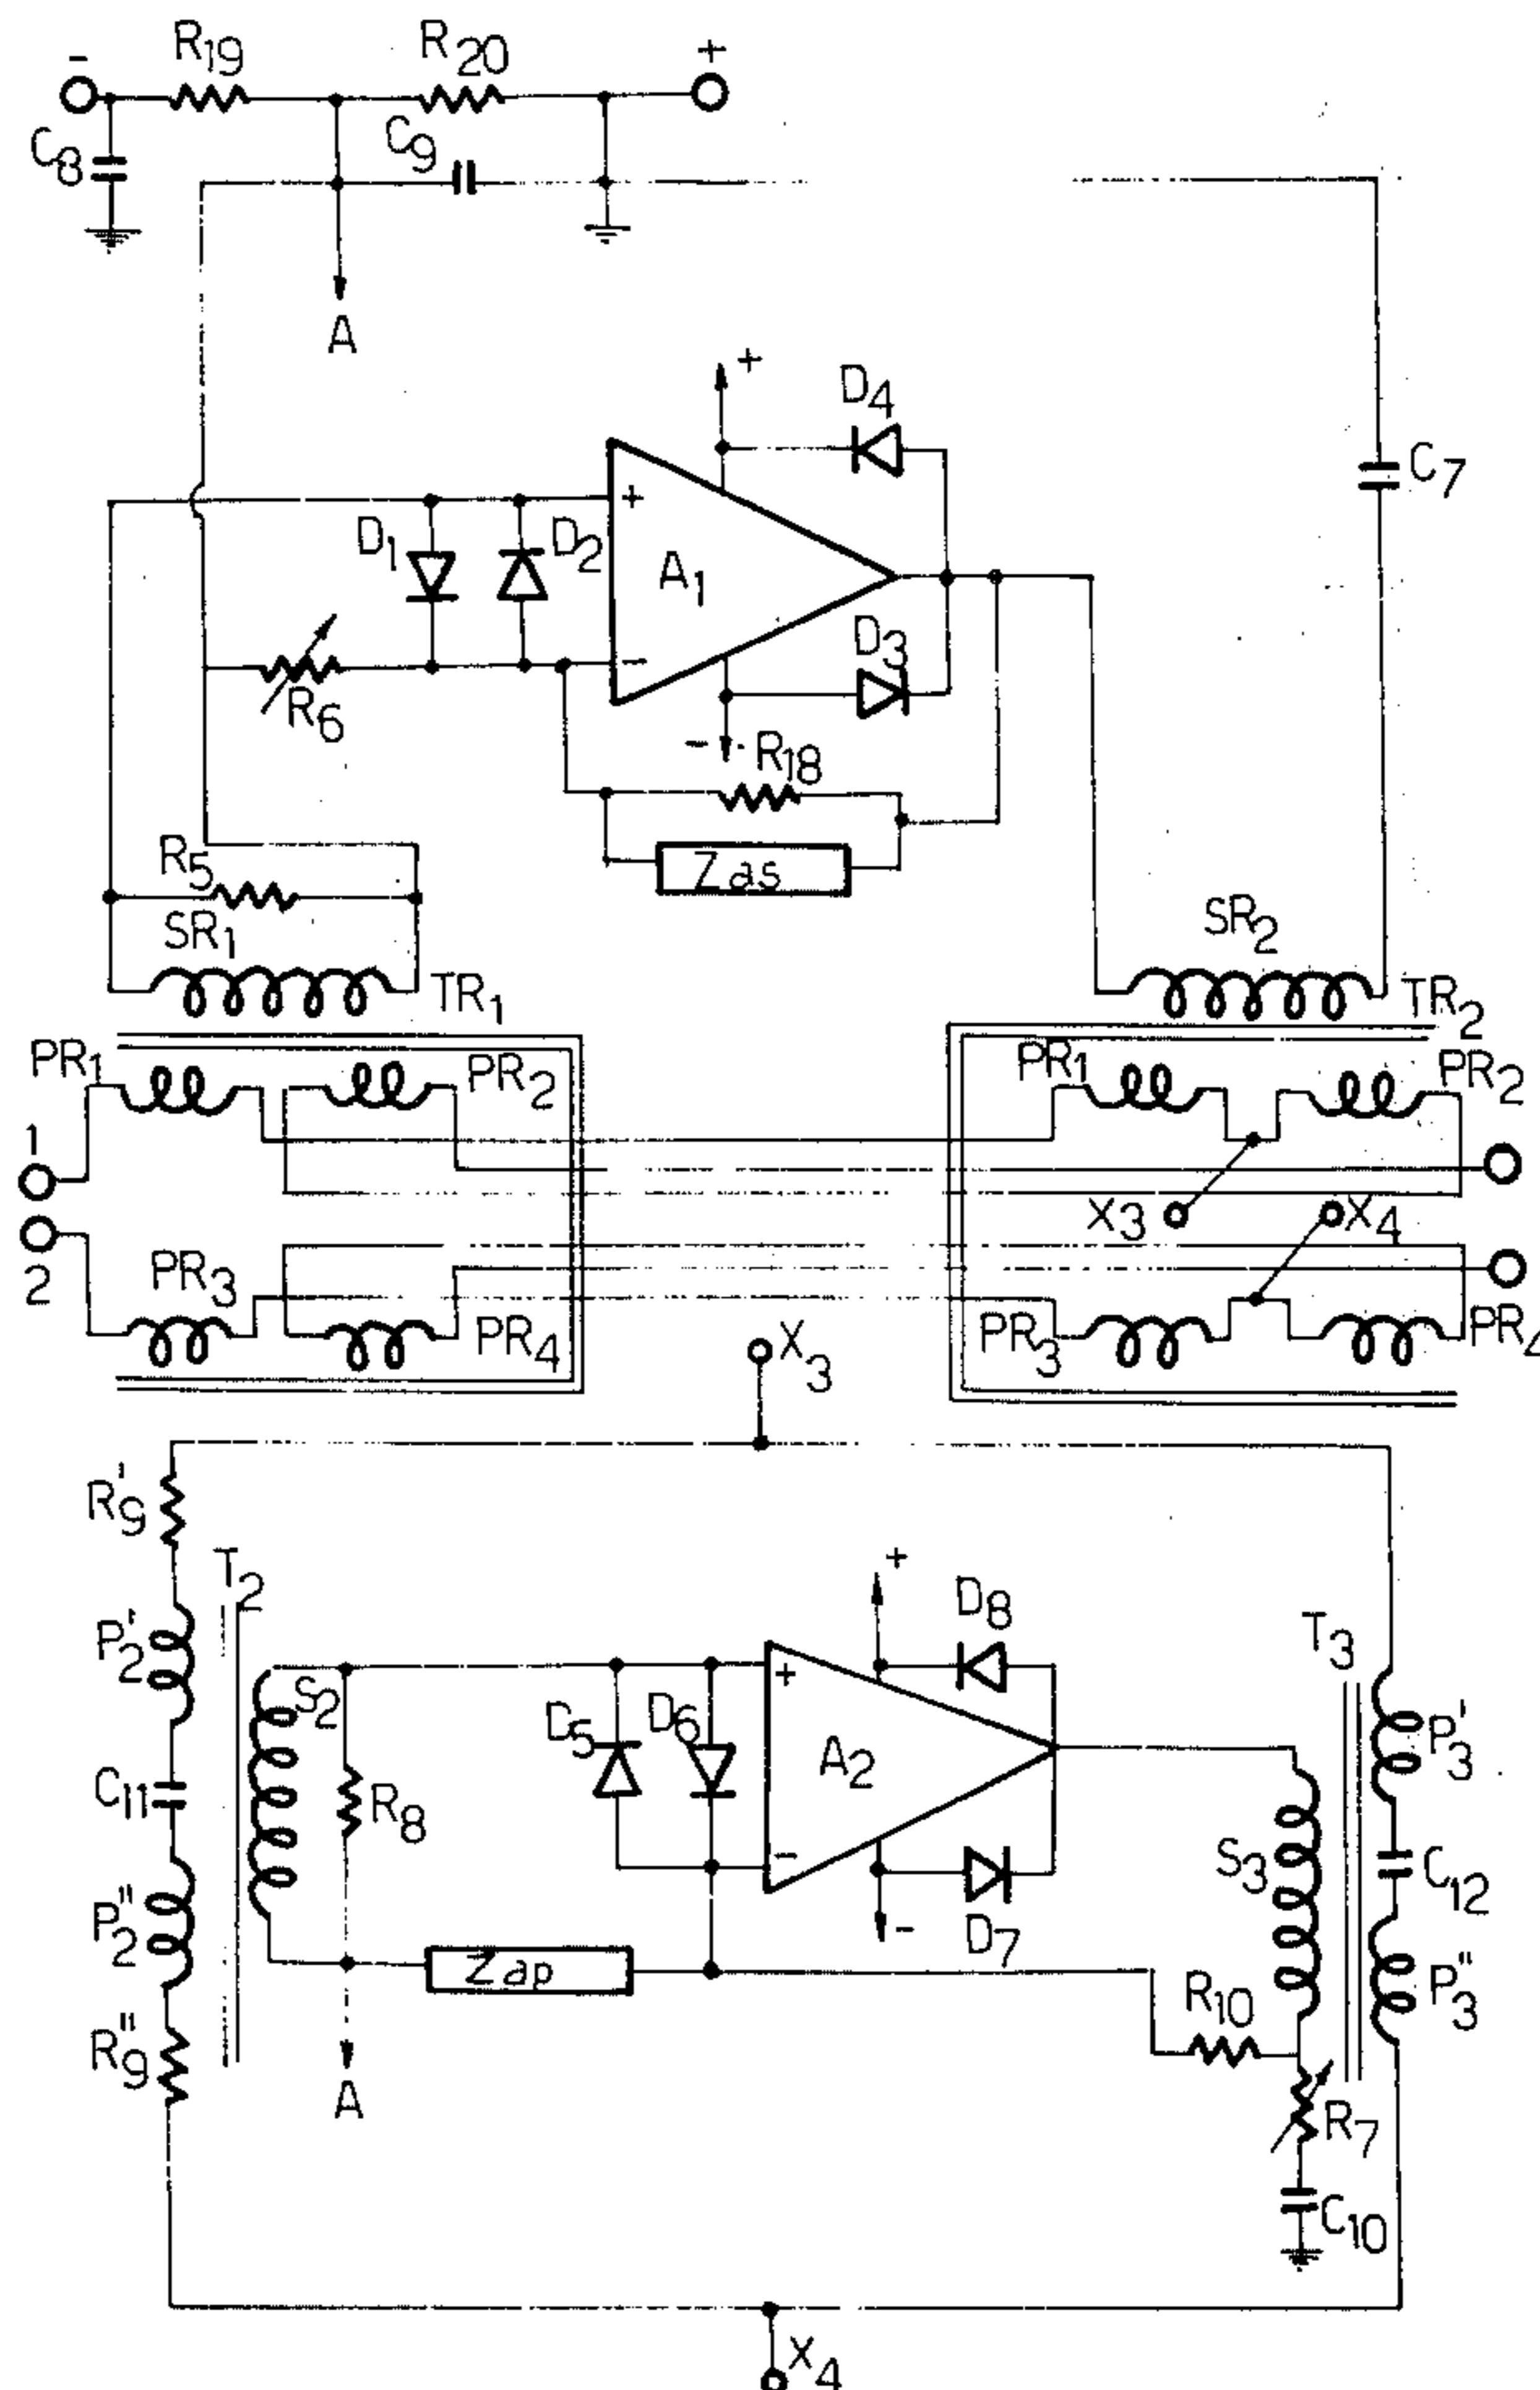 - R19 R20 +
C8 C9
A
+ D4
C7
+ D1 D2 A1
D3
- R6
- R18
R5 Zas
SR1 SR2
TR1 TR2
PR1 PR2 PR1 PR2
1
X3 X4
2 PR3 PR4 PR3 PR4
X3
R'9
T2 + D8
P'2 S2 T3
D5 D6 + P'3
C11 R8 A2
- S3 C12
P"2 - D7
Zap R10 P"3
R"9
A R7
C10
X4